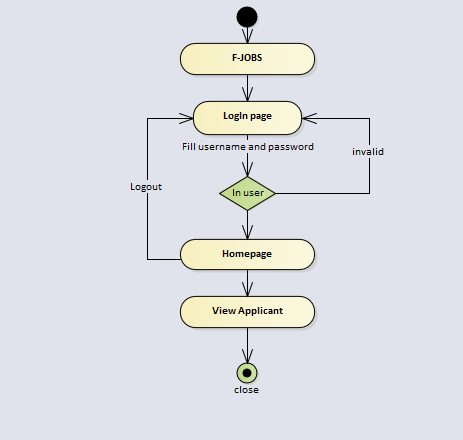 F-JOBS
LogIn page
Fill username and password
invalid
Logout
In user
Homepage
View Applicant
close